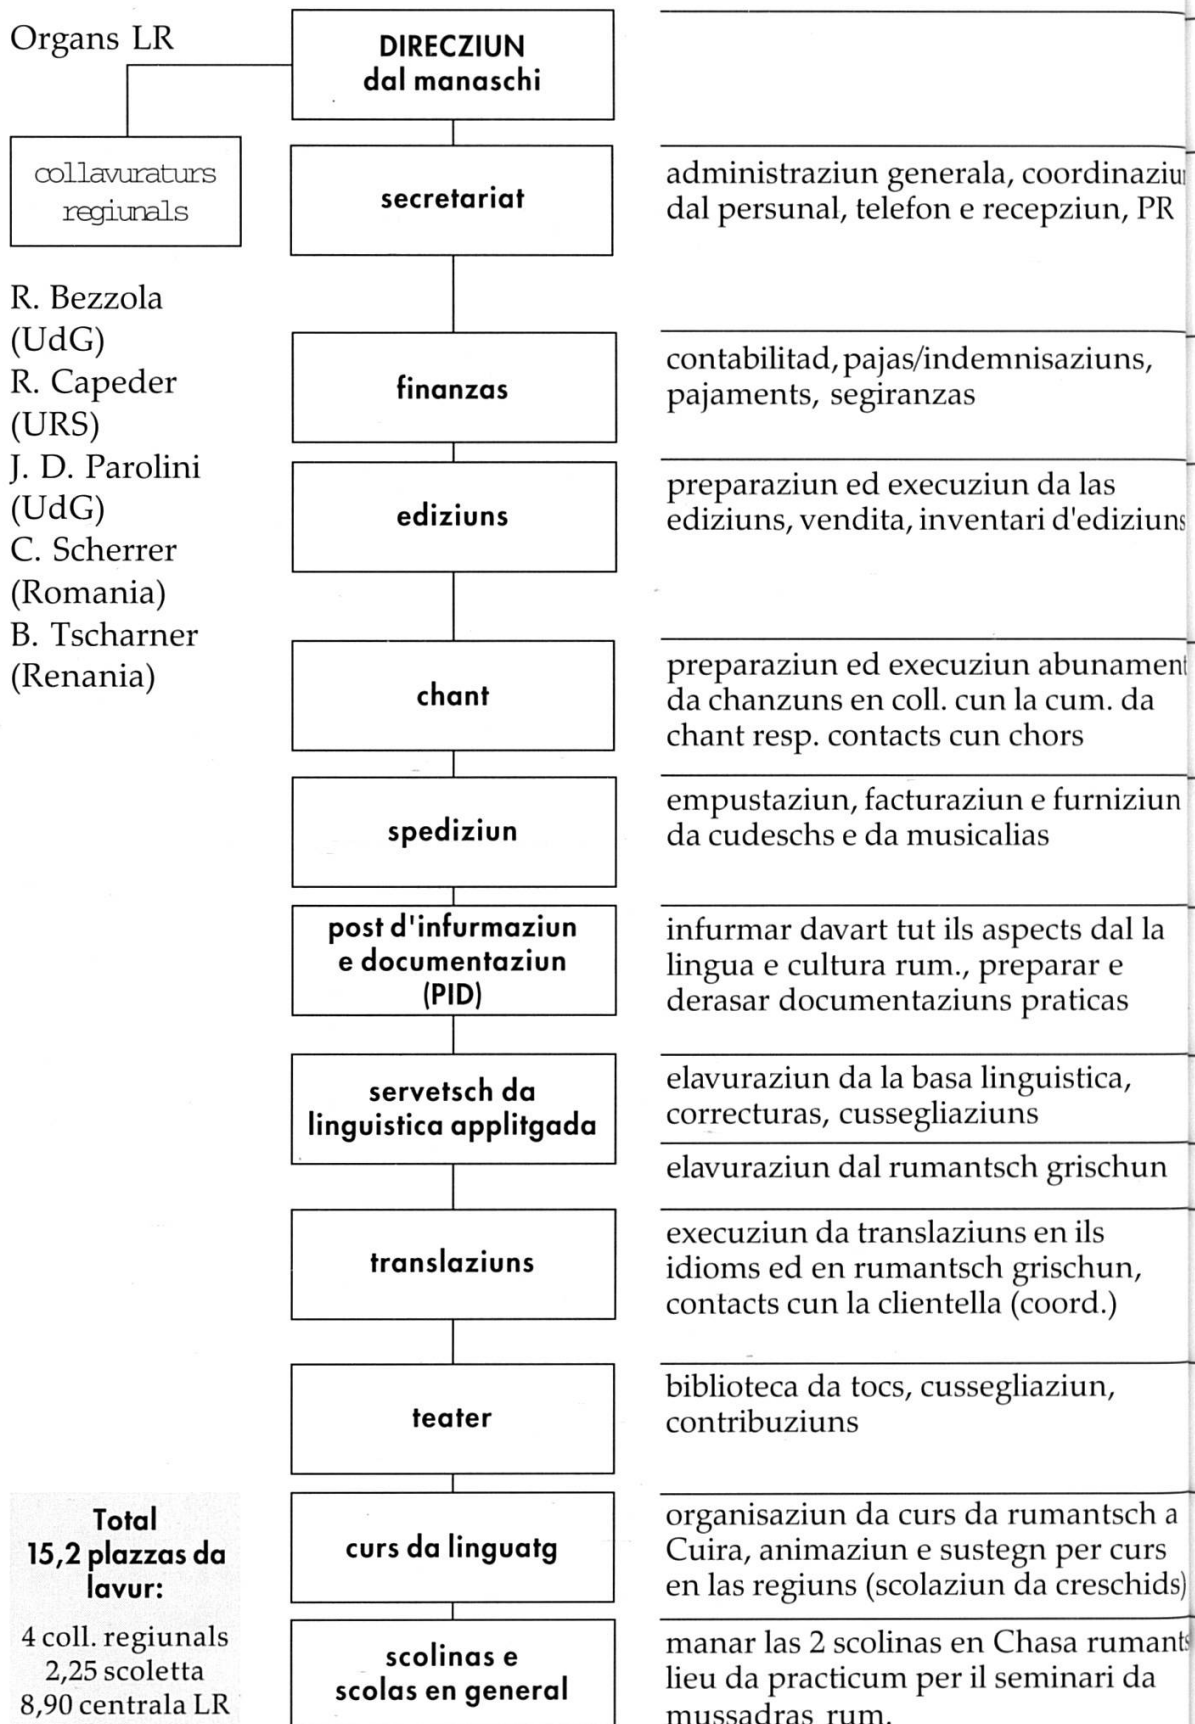 Organs LR
DIRECZIUN
dal manaschi
collavuraturs
regiunals
R. Bezzola
(UdG)
R. Capeder
(URS)
J. D. Parolini
(UdG)
C. Scherrer
(Romania)
B. Tscharner
(Renania)
secretariat
administraziun generala, coordinaziun
dal persunal, telefon e recepziun, PR
finanzas
contabilitad, pajas/indemnisaziuns,
pajaments, segiranzas
ediziuns
preparaziun ed execuziun da las
ediziuns, vendita, inventari d'ediziuns
chant
preparaziun ed execuziun abunament
da chanzuns en coll. cun la cum. da
chant resp. contacts cun chors
spediziun
empustaziun, facturaziun e furniziun
da cudeschs e da musicalias
post d'infurmaziun
e documentaziun
(PID)
infurmar davart tut ils aspects dal la
lingua e cultura rum., preparar e
derasar documentaziuns praticas
servetsch da
linguistica applitgada
elavuraziun da la basa linguistica,
correcturas, cussegliaziuns
elavuraziun dal rumantsch grischun
translaziuns
execuziun da translaziuns en ils
idioms ed en rumantsch grischun,
contacts cun la clientella (coord.)
teater
biblioteca da tocs, cussegliaziun,
contribuziuns
curs da linguatg
organisaziun da curs da rumantsch a
Cuira, animaziun e sustegn per curs
en las regiuns (scolaziun da creschids)
scolinas e
scolas en general
manar las 2 scolinas en Chasa rumants
lieu da practicum per il seminari da
mussadras rum.
Total
15,2 plazzas da
lavur:
4 coll. regiunals
2,25 scoletta
8,90 centrala LR